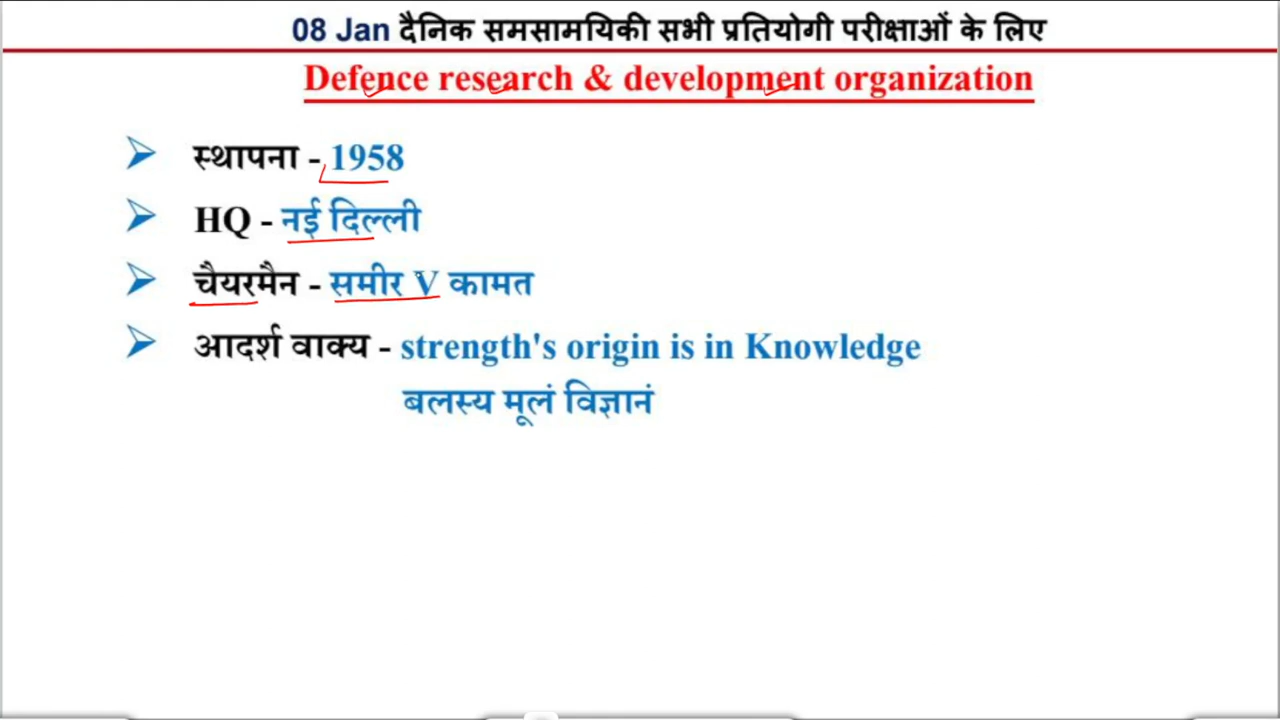 08 Jan दैनिक समसामयिकी सभी प्रतियोगी परीक्षाओं के लिए
Defence research & development organization
स्थापना - 1958
HQ - नई दिल्ली
चैयरमैन - समीर V कामत
आदर्श वाक्य - strength's origin is in Knowledge
बलस्य मूलं विज्ञानं